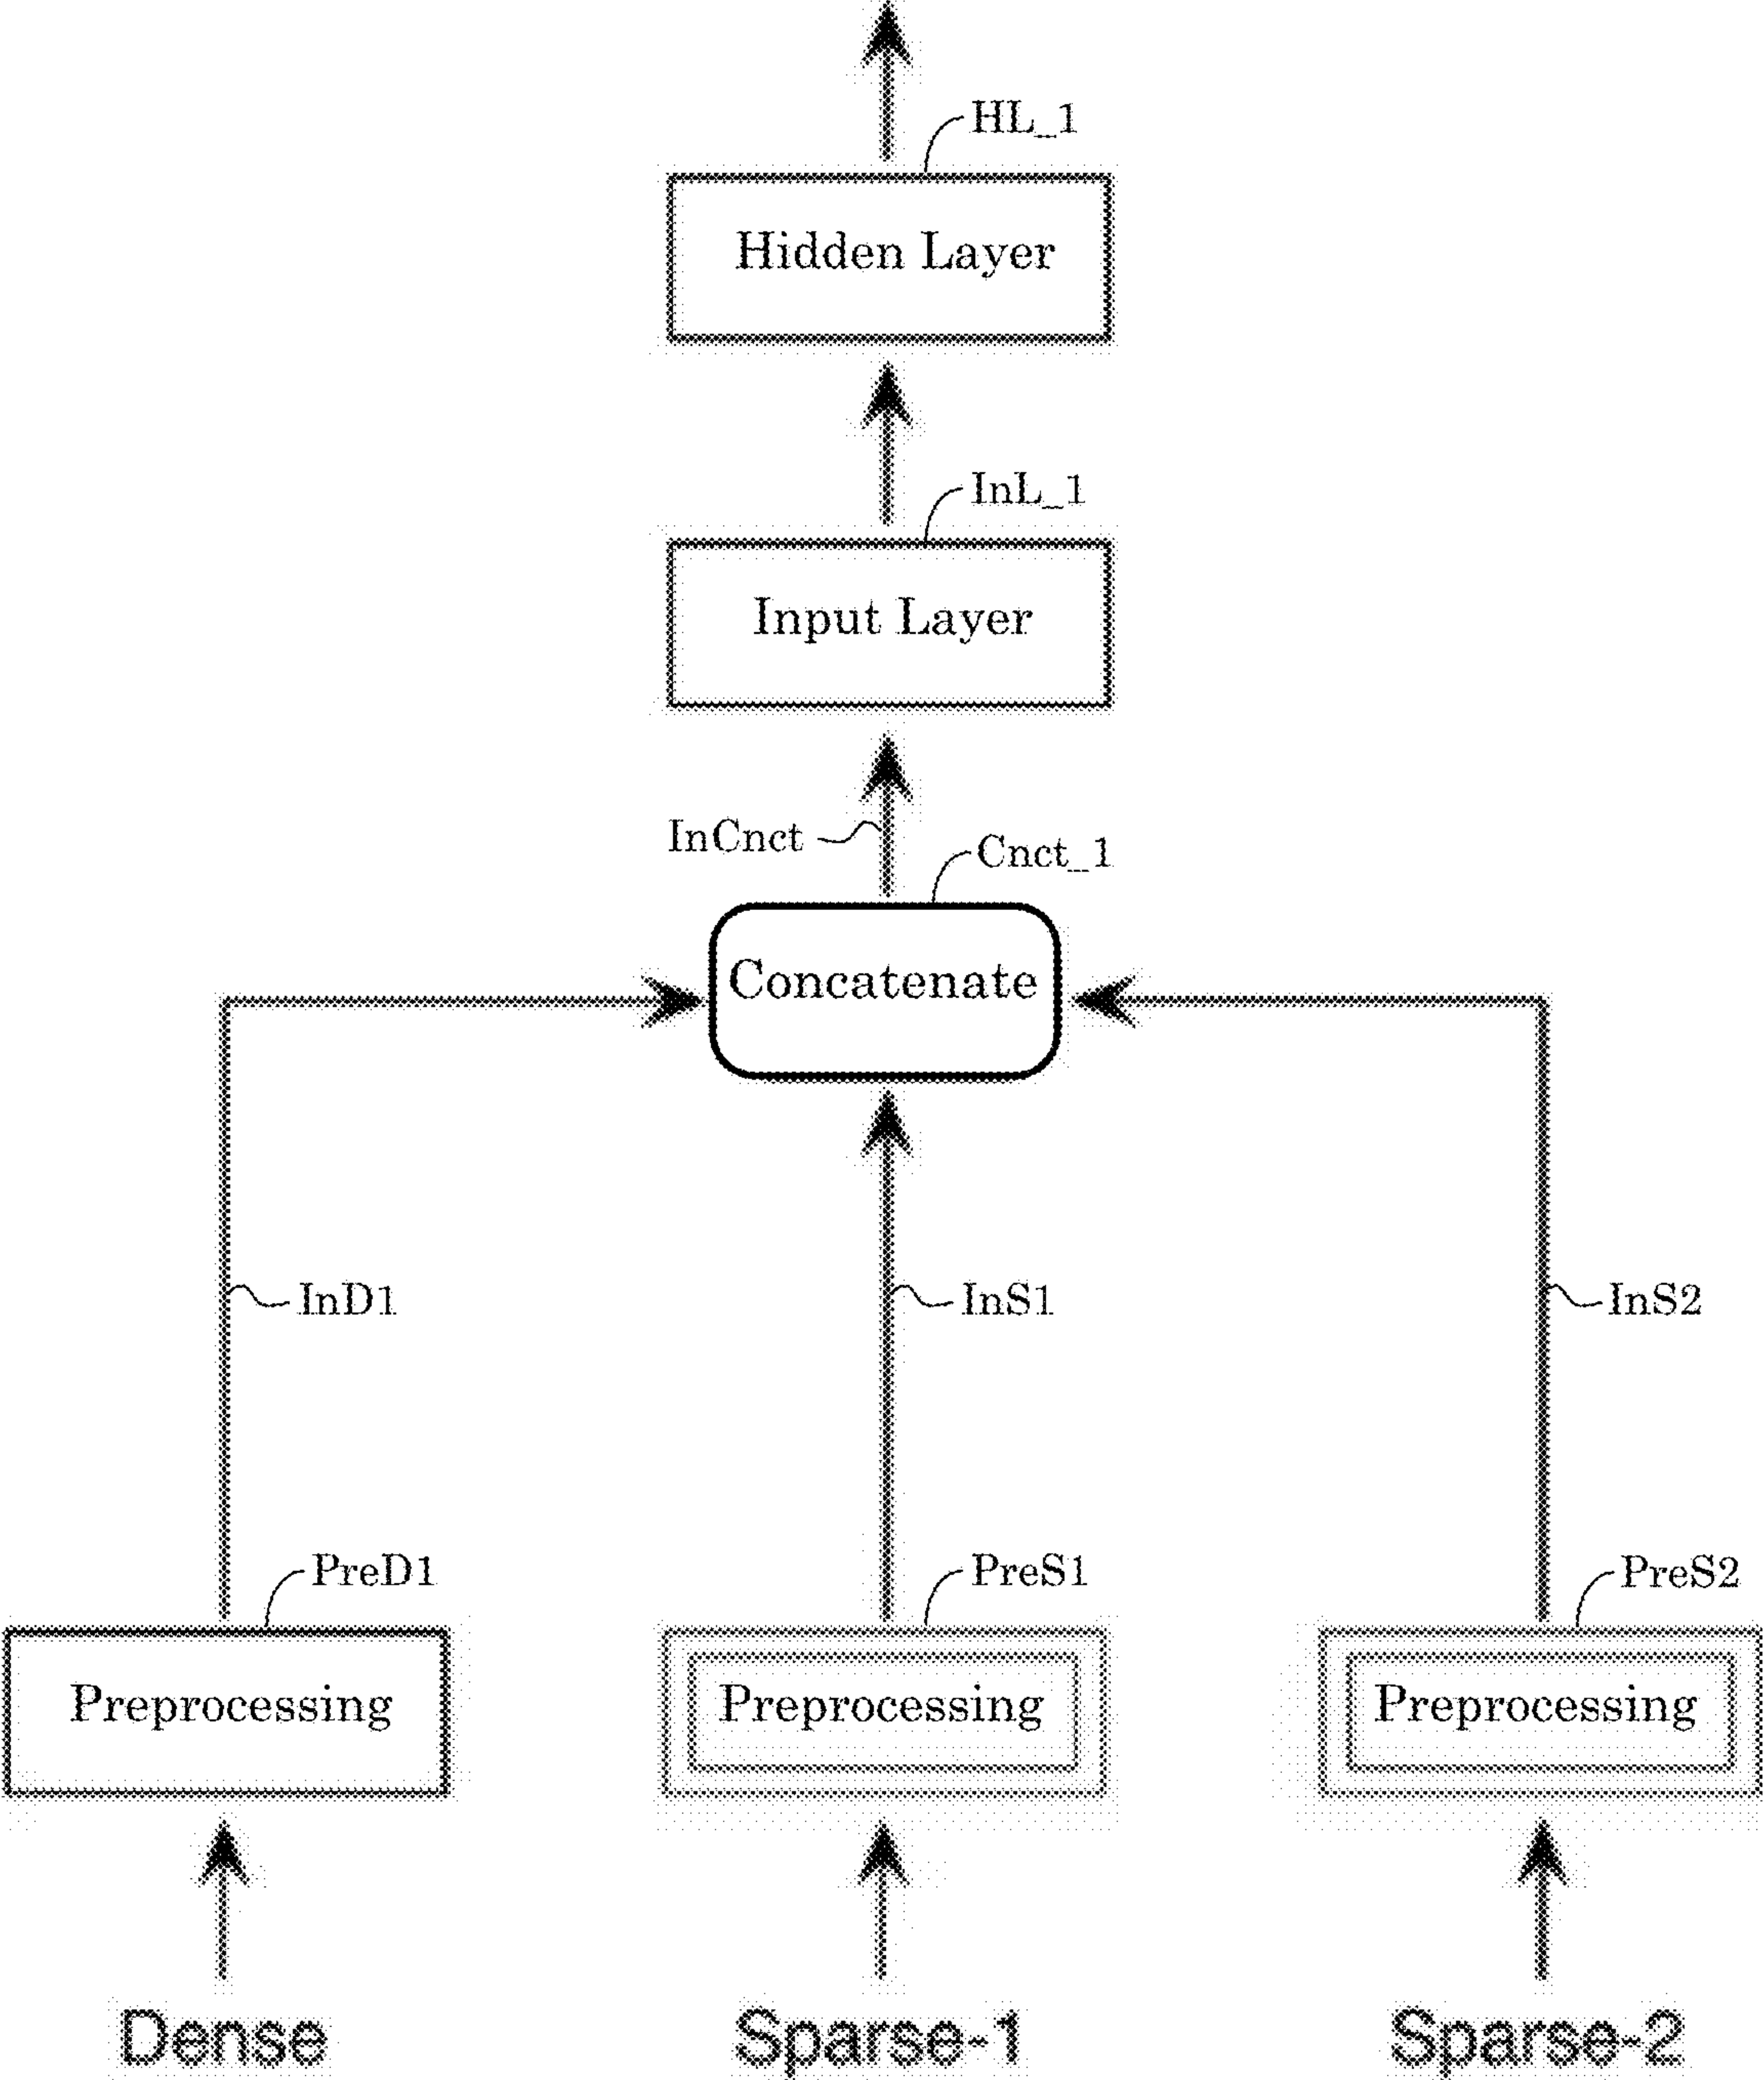 HL_1
Hidden Layer
InL_1
Input Layer
InCnct
Cnct_1
Concatenate
InD1
InS1
InS2
PreD1
PreS1
PreS2
Preprocessing
Preprocessing
Preprocessing
Dense
Sparse-1
Sparse-2